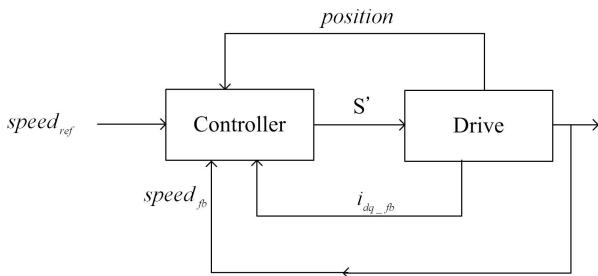 position
speed_ref
Controller
S’
Drive
speed_fb
i_dq_fb